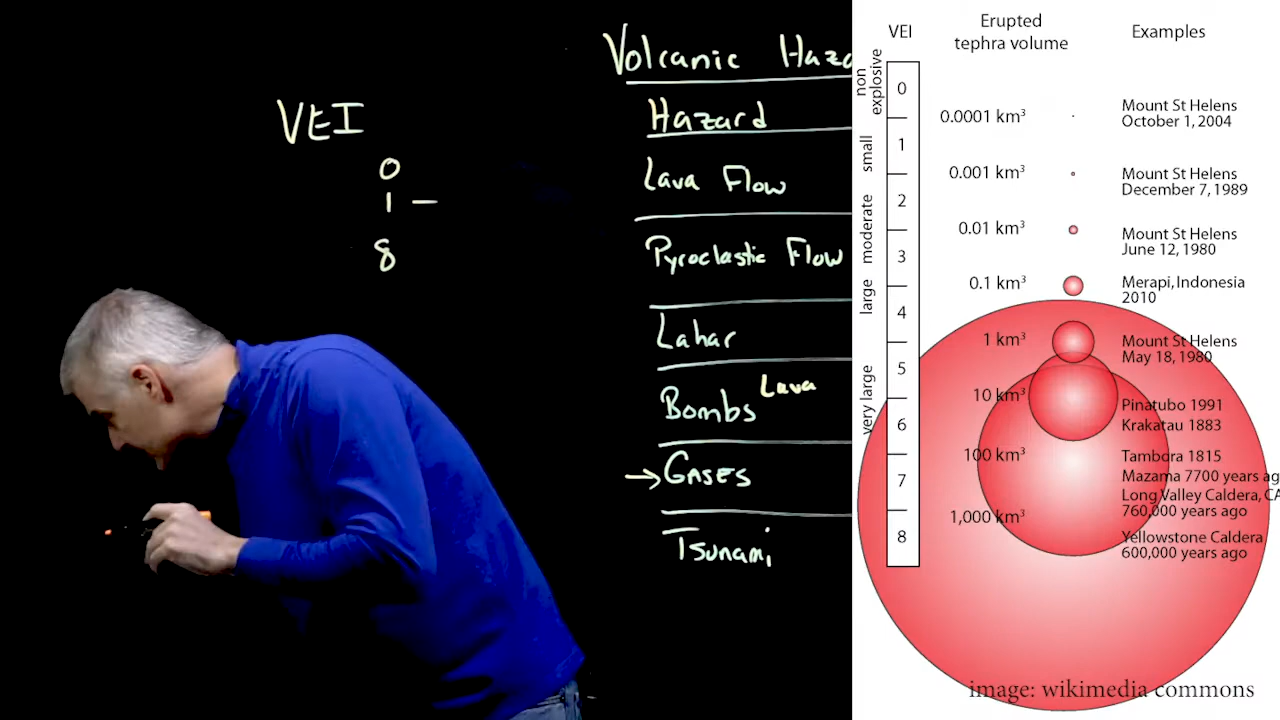 VEI
0
1 –
8
Volcanic Haza
Hazard
Lava Flow
Pyroclastic Flow
Lahar
Bombs Lava
→ GASES
Tsunami
VEI
Erupted
tephra volume
Examples
non
explosive
small
moderate
large
very large
0
1
2
3
4
5
6
7
8
0.0001 km³
0.001 km³
0.01 km³
0.1 km³
1 km³
10 km³
100 km³
1,000 km³
Mount St Helens
October 1, 2004
Mount St Helens
December 7, 1989
Mount St Helens
June 12, 1980
Merapi, Indonesia
2010
Mount St Helens
May 18, 1980
Pinatubo 1991
Krakatau 1883
Tambora 1815
Mazama 7700 years ag
Long Valley Caldera, CA
760,000 years ago
Yellowstone Caldera
600,000 years ago
image: wikimedia commons